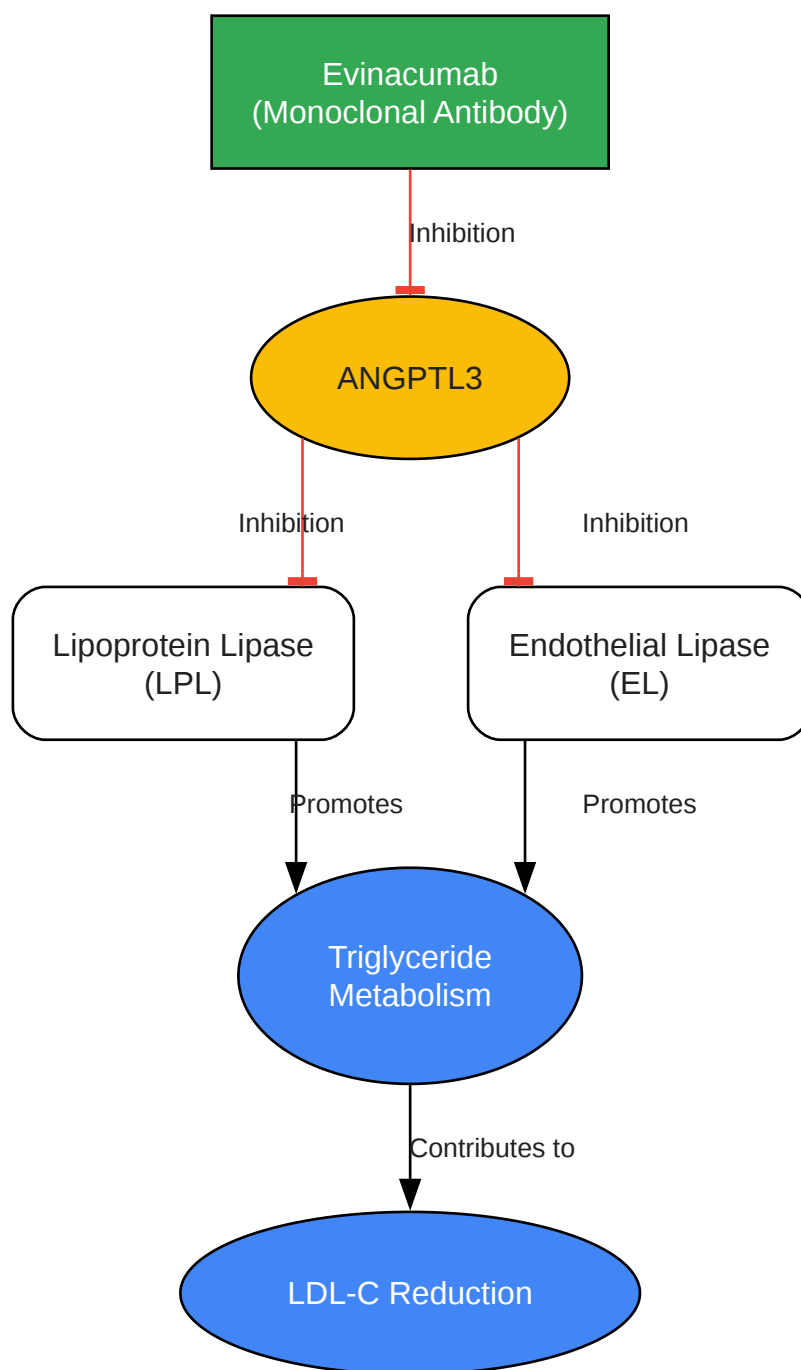 Evinacumab
(Monoclonal Antibody)
Inhibition
ANGPTL3
Inhibition
Inhibition
Lipoprotein Lipase
(LPL)
Endothelial Lipase
(EL)
Promotes
Promotes
Triglyceride
Metabolism
Contributes to
LDL-C Reduction